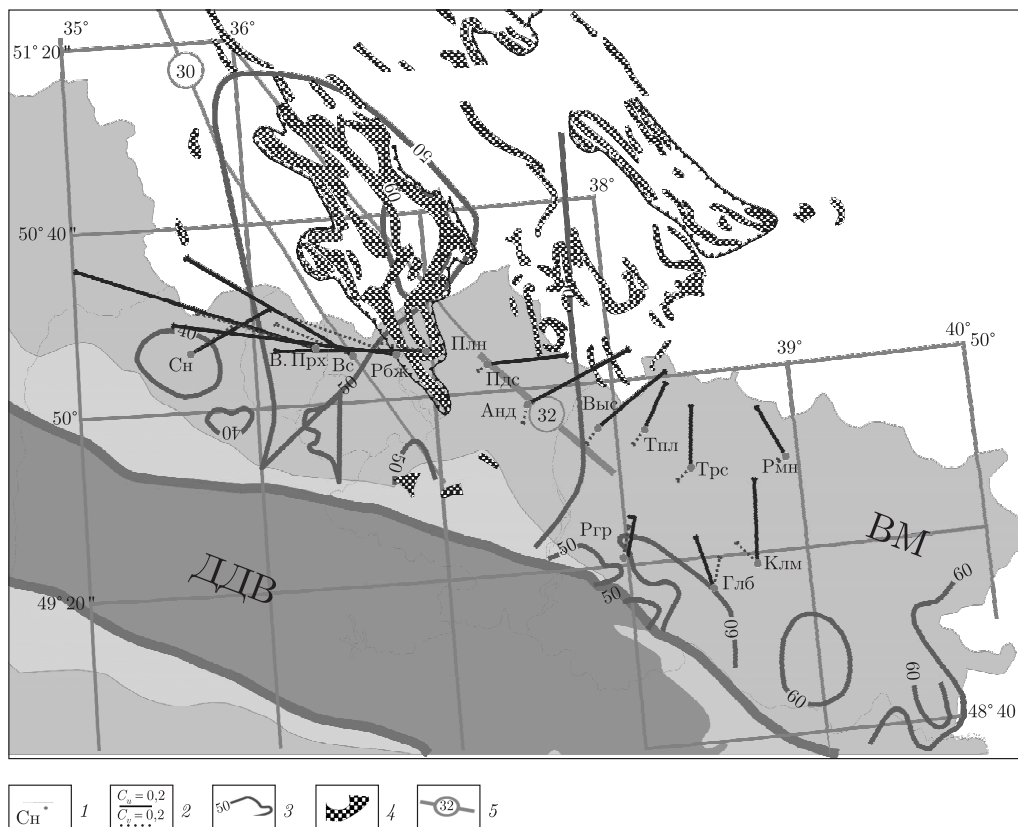 35°
36°
51° 20"
30
50
60
38°
50° 40"
40
Сн
В. Прх Вс Рбж
Плн
Пдс
Анд
32
Выс
39°
40°
50°
50°
50
40
50
Тпл
Трс
Рмн
Ргр
50
50
Глб
Клм
ВМ
ДДВ
49° 20"
60
60
60
60
48° 40
Сн 1
C_u = 0,2
C_v = 0,2 2
50 3
4
32 5